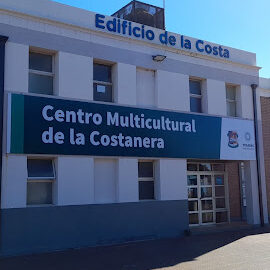 Edificio de la Costa
Centro Multicultural
de la Costanera